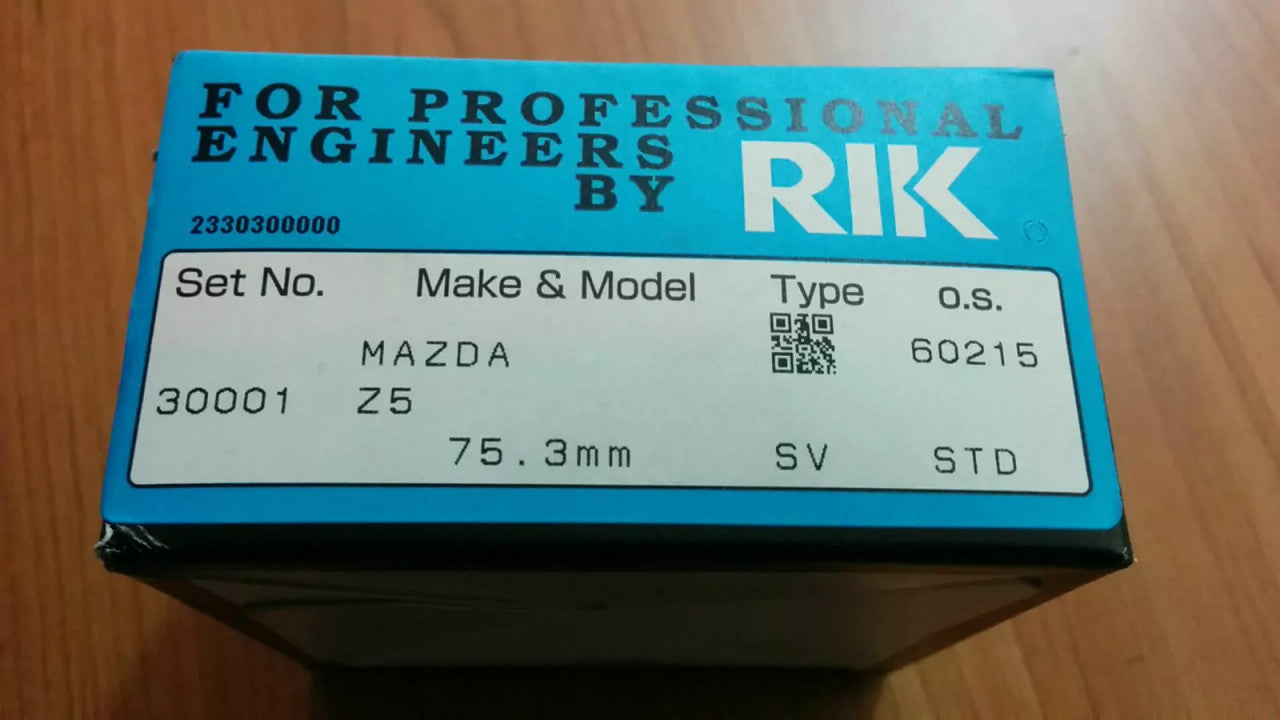 FOR PROFESSIONAL
ENGINEERS
BY RIK
2330300000
Set No. Make & Model Type o.s.
MAZDA 60215
30001 Z5
75.3mm SV STD